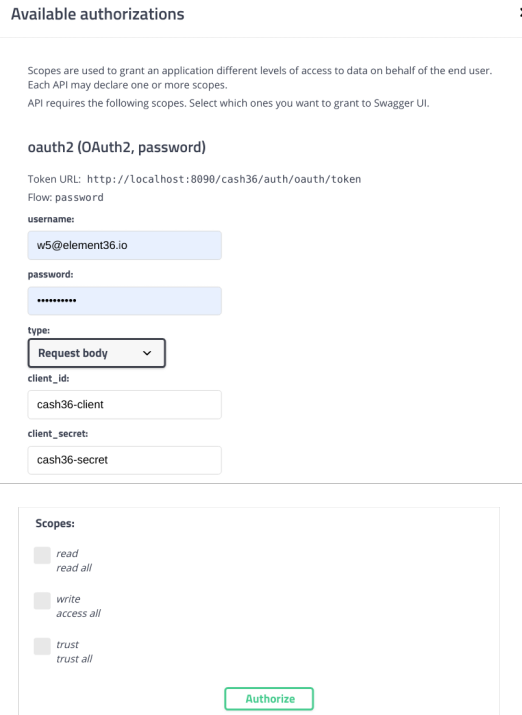 Available authorizations
Scopes are used to grant an application different levels of access to data on behalf of the end user.
Each API may declare one or more scopes.
API requires the following scopes. Select which ones you want to grant to Swagger UI.
oauth2 (OAuth2, password)
Token URL: http://localhost:8090/cash36/auth/oauth/token
Flow: password
username:
w5@element36.io
password:
••••••••••
type:
Request body
client_id:
cash36-client
client_secret:
cash36-secret
Scopes:
read
read all
write
access all
trust
trust all
Authorize